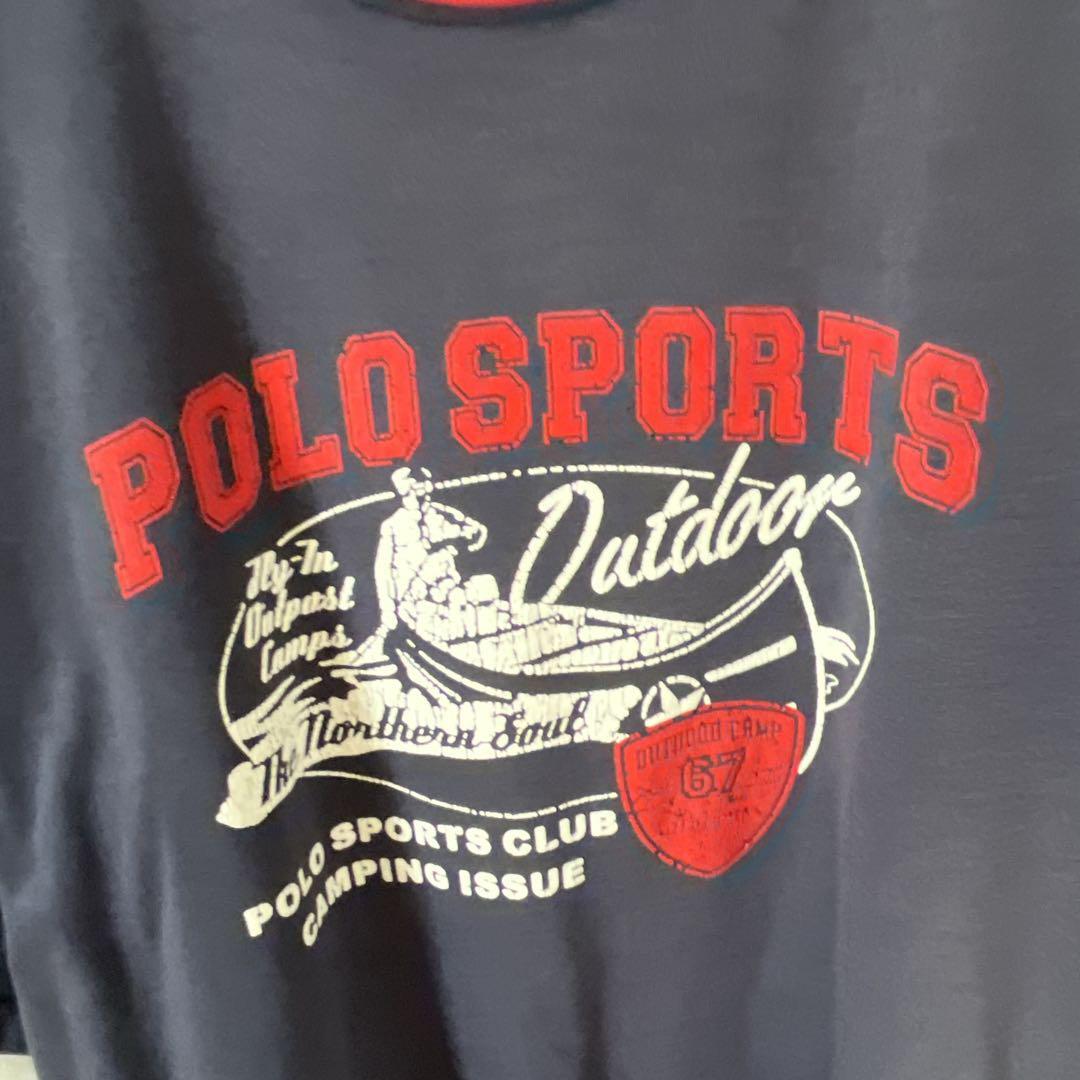 POLO SPORTS
Outdoor
Fly-In
Outpost
Camps
The Northern Soul
OUTDOOR CAMP
67
POLO SPORTS CLUB
CAMPING ISSUE